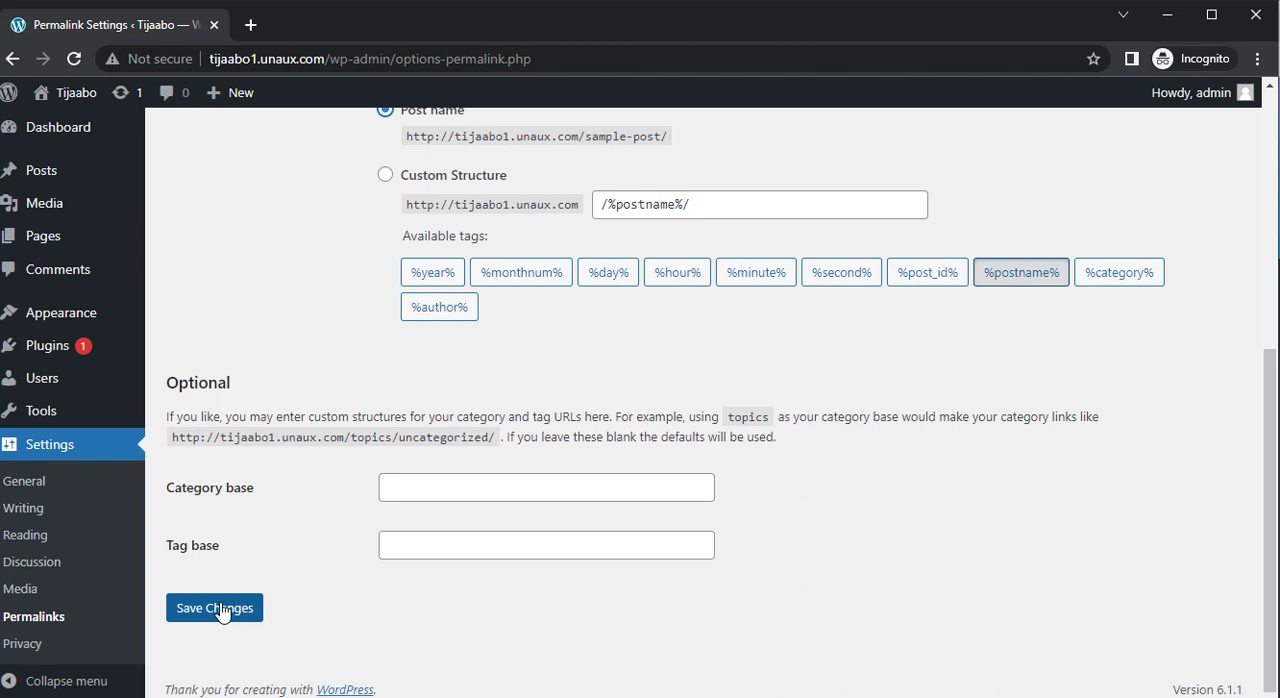 Permalink Settings ‹ Tijaabo — W
Not secure tijaabo1.unaux.com/wp-admin/options-permalink.php Incognito
Tijaabo 1 0 New Howdy, admin
Dashboard
Posts
Media
Pages
Comments
Appearance
Plugins 1
Users
Tools
Settings
General
Writing
Reading
Discussion
Media
Permalinks
Privacy
Collapse menu
Post name
http://tijaabo1.unaux.com/sample-post/
Custom Structure
http://tijaabo1.unaux.com /%postname%/
Available tags:
%year% %monthnum% %day% %hour% %minute% %second% %post_id% %postname% %category%
%author%
Optional
If you like, you may enter custom structures for your category and tag URLs here. For example, using topics as your category base would make your category links like
http://tijaabo1.unaux.com/topics/uncategorized/ . If you leave these blank the defaults will be used.
Category base
Tag base
Save Changes
Thank you for creating with WordPress.
Version 6.1.1